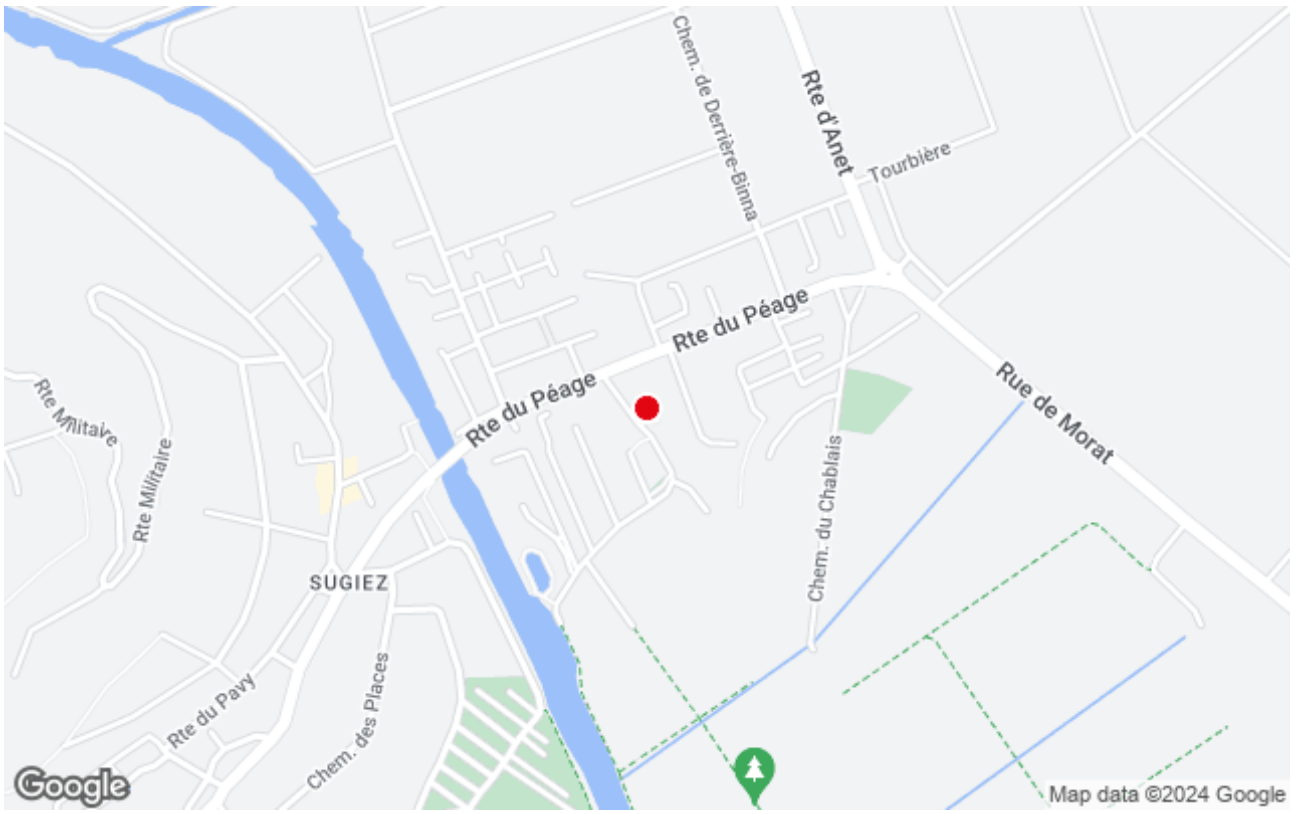 Chem. de Derrière-Binna
Rte d'Anet
Tourbière
Rte du Péage
Rte du Péage
Rue de Morat
Rte Militaire
Rte Militaire
Chem. du Chablais
SUGIEZ
Rte du Pavy
Chem. des Places
Google
Map data ©2024 Google